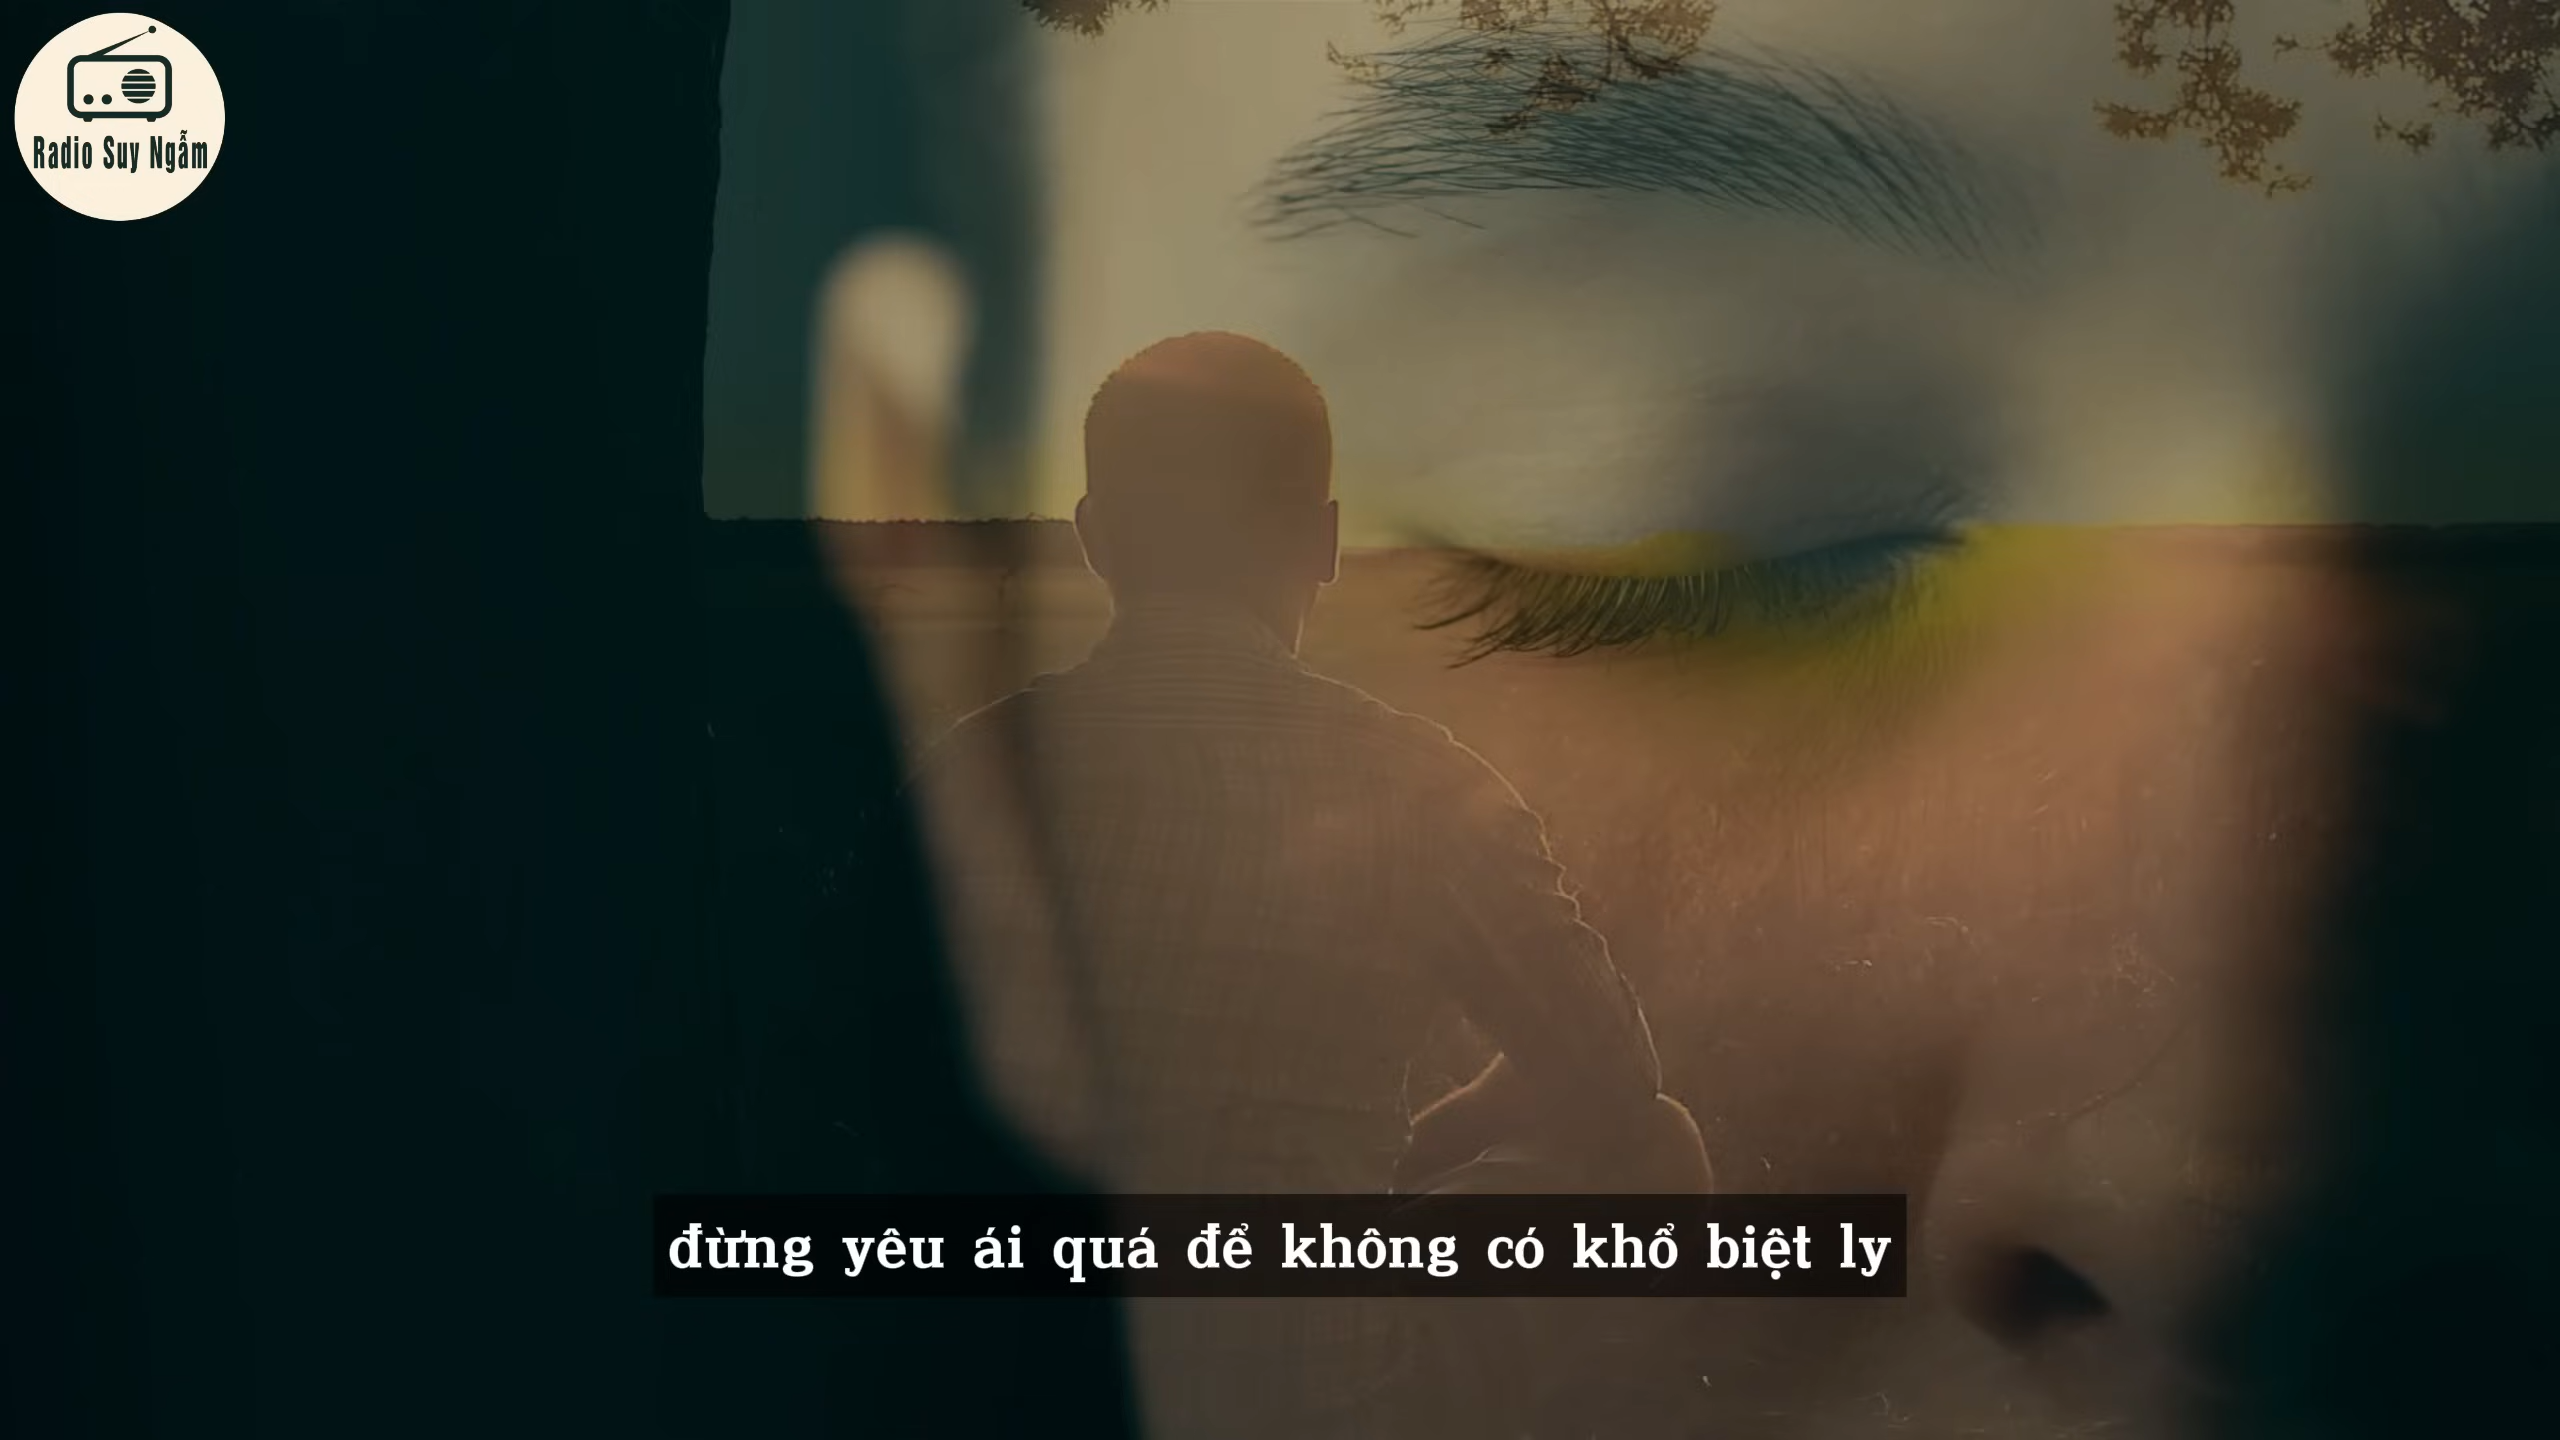 Radio Suy Ngẫm
đừng yêu ái quá để không có khổ biệt ly